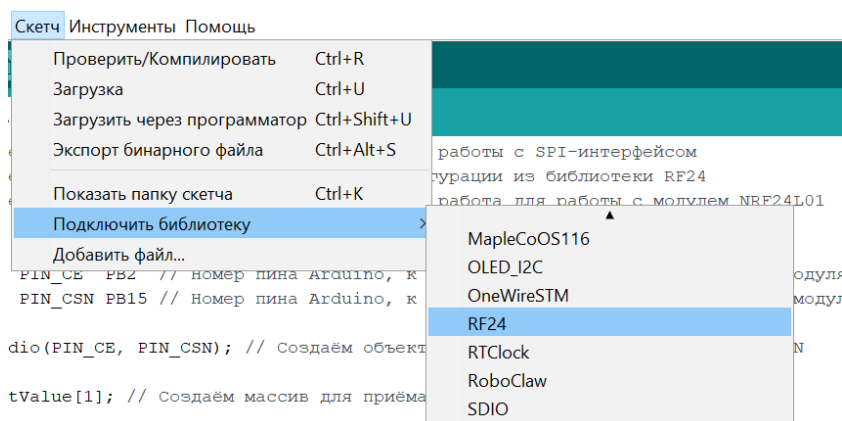 Скетч Инструменты Помощь
Проверить/Компилировать Ctrl+R
Загрузка Ctrl+U
Загрузить через программатор Ctrl+Shift+U
Экспорт бинарного файла Ctrl+Alt+S
Показать папку скетча Ctrl+K
Подключить библиотеку
Добавить файл...
MapleCoOS116
OLED_I2C
OneWireSTM
RF24
RTClock
RoboClaw
SDIO
работы с SPI-интерфейсом
гурации из библиотеки RF24
работа для работы с модулем NRF24L01
PIN_CE PB2 // Номер пина Arduino, к одуля
PIN_CSN PB15 // Номер пина Arduino, к модул
dio(PIN_CE, PIN_CSN); // Создаём объект N
tValue[1]; // Создаём массив для приёма